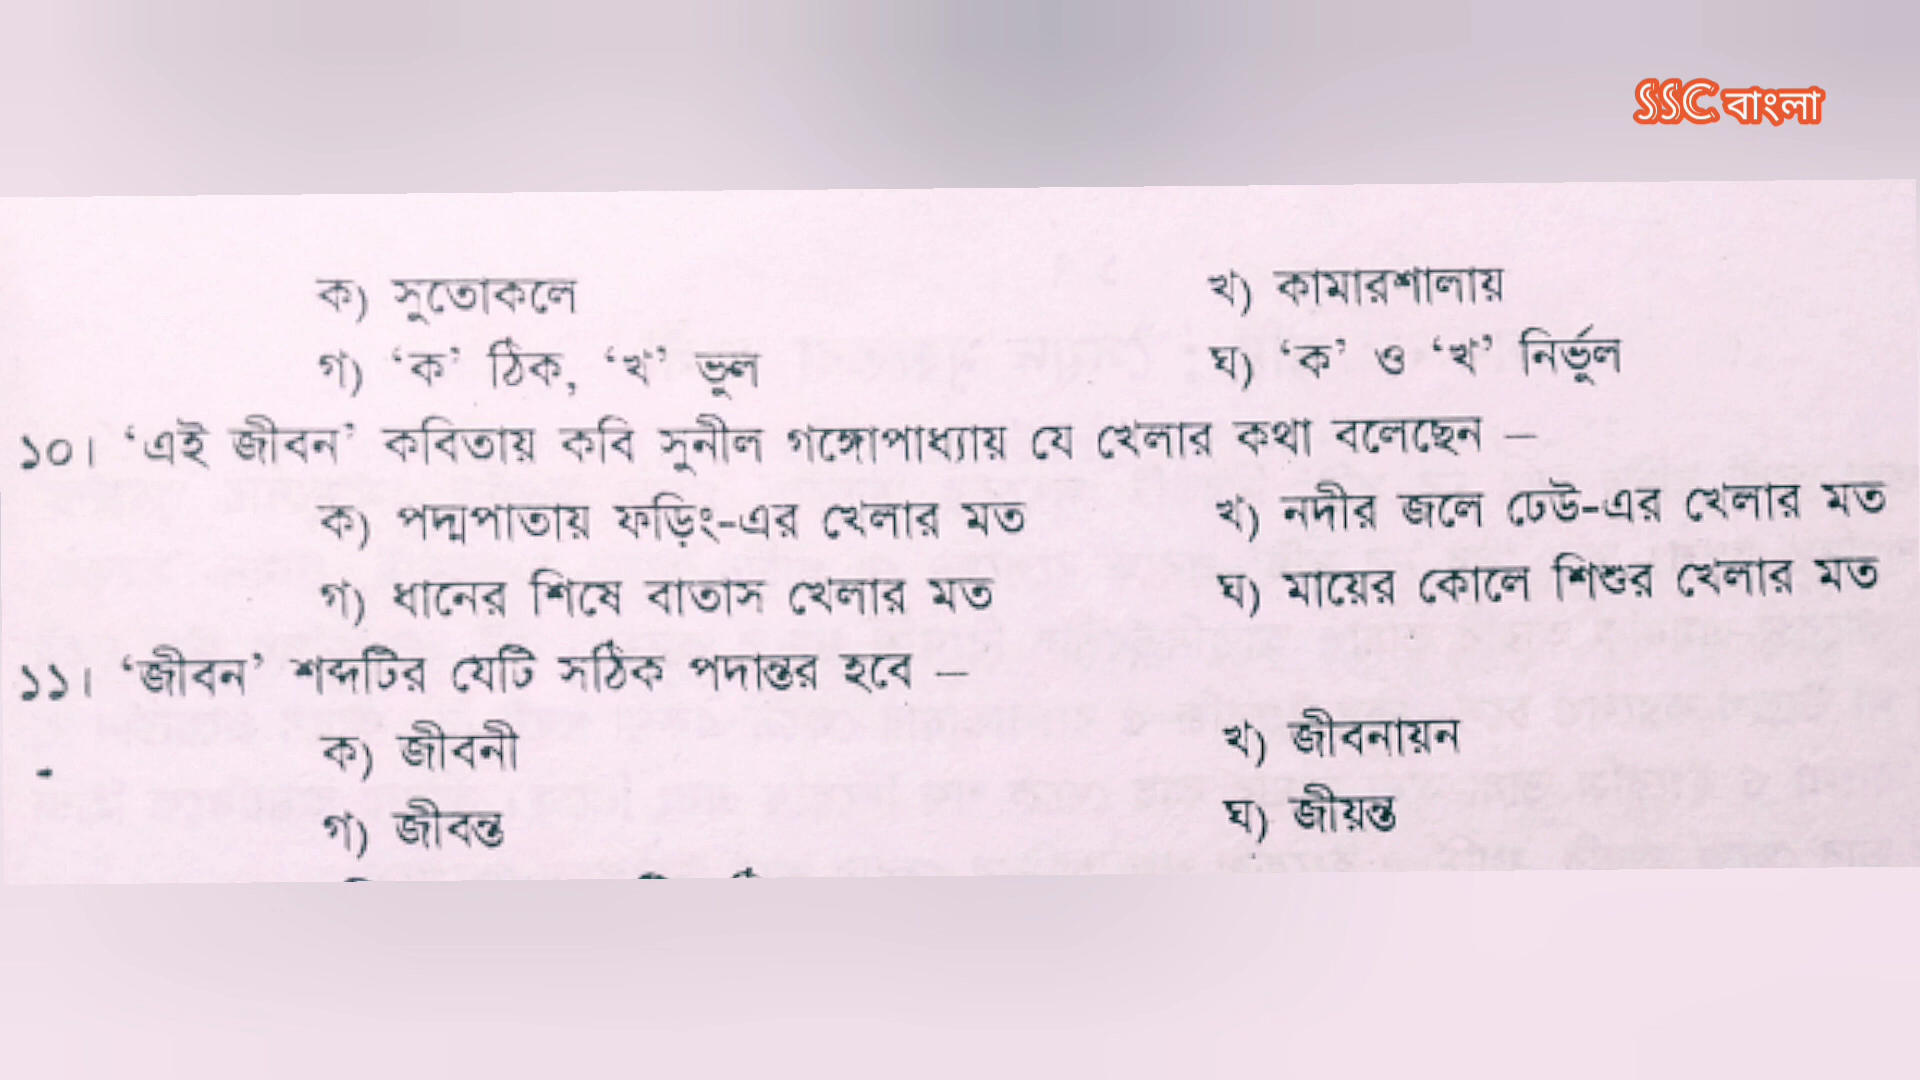 SSC বাংলা
ক) সুতোকলে খ) কামারশালায়
গ) ‘ক’ ঠিক, ‘খ’ ভুল ঘ) ‘ক’ ও ‘খ’ নির্ভুল
১০। ‘এই জীবন’ কবিতায় কবি সুনীল গঙ্গোপাধ্যায় যে খেলার কথা বলেছেন —
ক) পদ্মপাতায় ফড়িং-এর খেলার মত খ) নদীর জলে ঢেউ-এর খেলার মত
গ) ধানের শিষে বাতাস খেলার মত ঘ) মায়ের কোলে শিশুর খেলার মত
১১। ‘জীবন’ শব্দটির যেটি সঠিক পদান্তর হবে —
ক) জীবনী খ) জীবনায়ন
গ) জীবন্ত ঘ) জীয়ন্ত